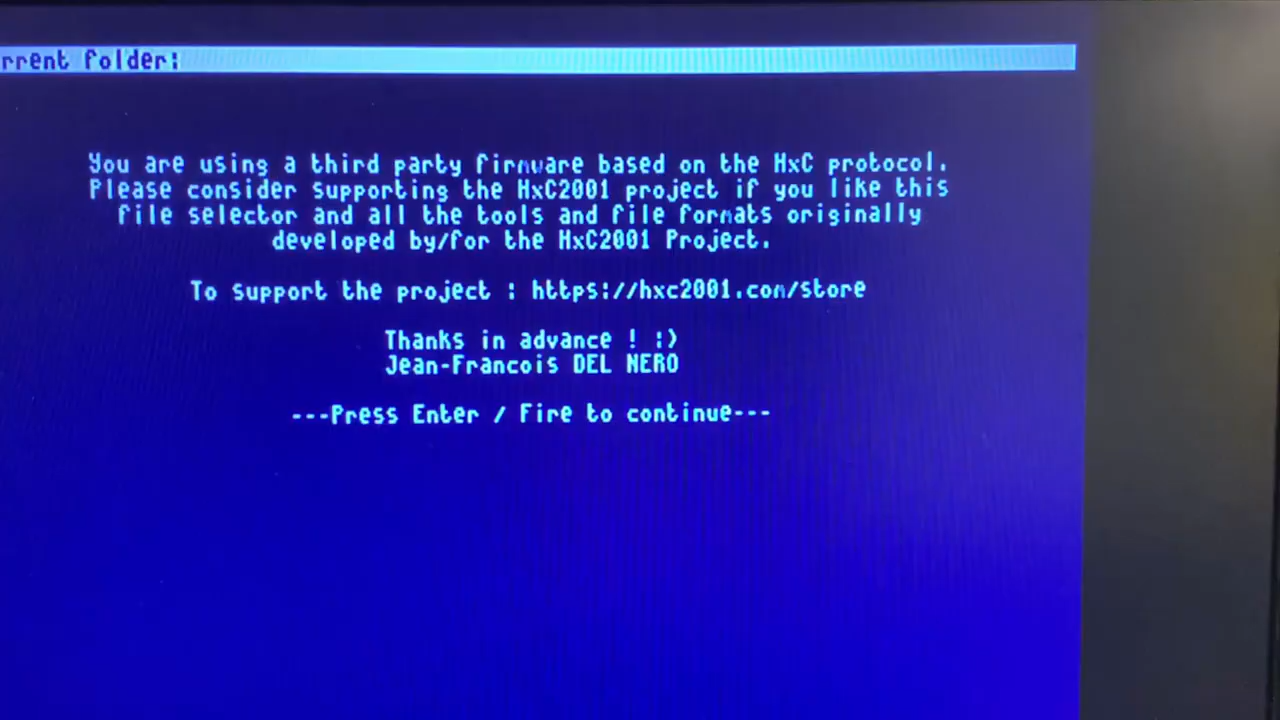 rrent folder:
You are using a third party firmware based on the HxC protocol.
Please consider supporting the HxC2001 project if you like this
file selector and all the tools and file formats originally
developed by/for the HxC2001 Project.
To support the project : https://hxc2001.com/store
Thanks in advance ! :)
Jean-Francois DEL NERO
---Press Enter / Fire to continue---